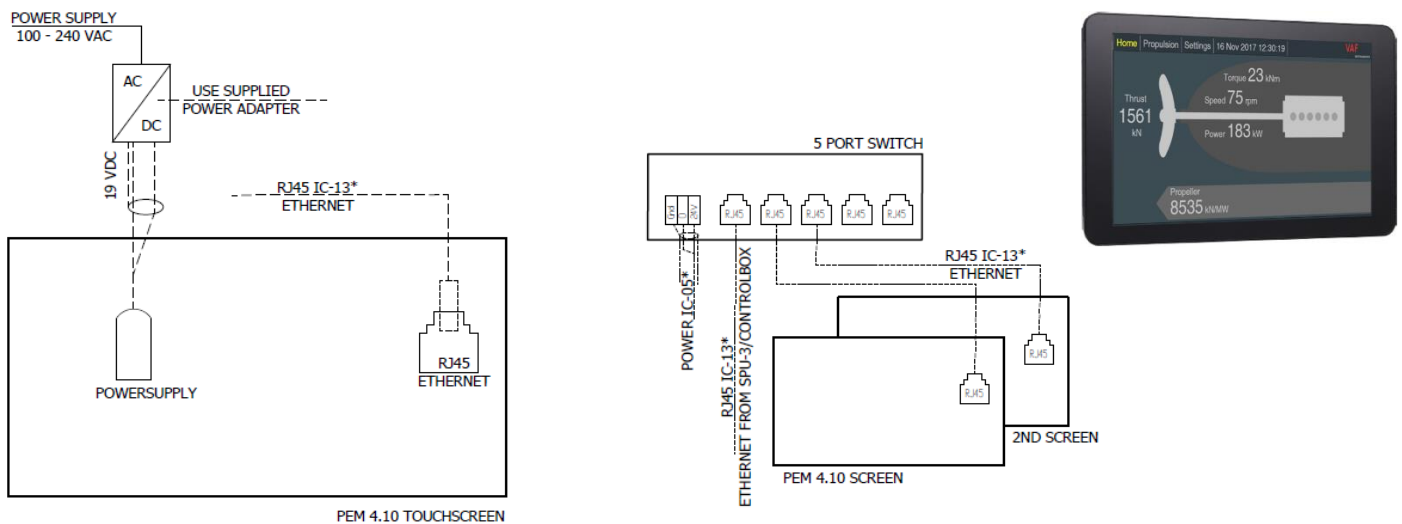 POWER SUPPLY
100 - 240 VAC
AC
DC
USE SUPPLIED
POWER ADAPTER
19 VDC
RJ45 IC-13*
ETHERNET
POWERSUPPLY
RJ45
ETHERNET
PEM 4.10 TOUCHSCREEN
5 PORT SWITCH
Gnd
0
24V
RJ45
RJ45
RJ45
RJ45
RJ45
POWER IC-05*
RJ45 IC-13*
ETHERNET FROM SPU-3/CONTROLBOX
RJ45 IC-13*
ETHERNET
RJ45
RJ45
2ND SCREEN
PEM 4.10 SCREEN
Home Propulsion Settings 16 Nov 2017 12:30:19
VAF
Torque 23 kNm
Thrust
1561
kN
Speed 75 rpm
Power 183 kW
Propeller
8535 kN/MW